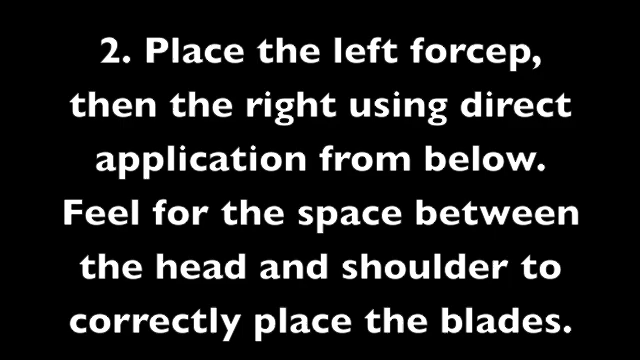 2. Place the left forcep,
then the right using direct
application from below.
Feel for the space between
the head and shoulder to
correctly place the blades.